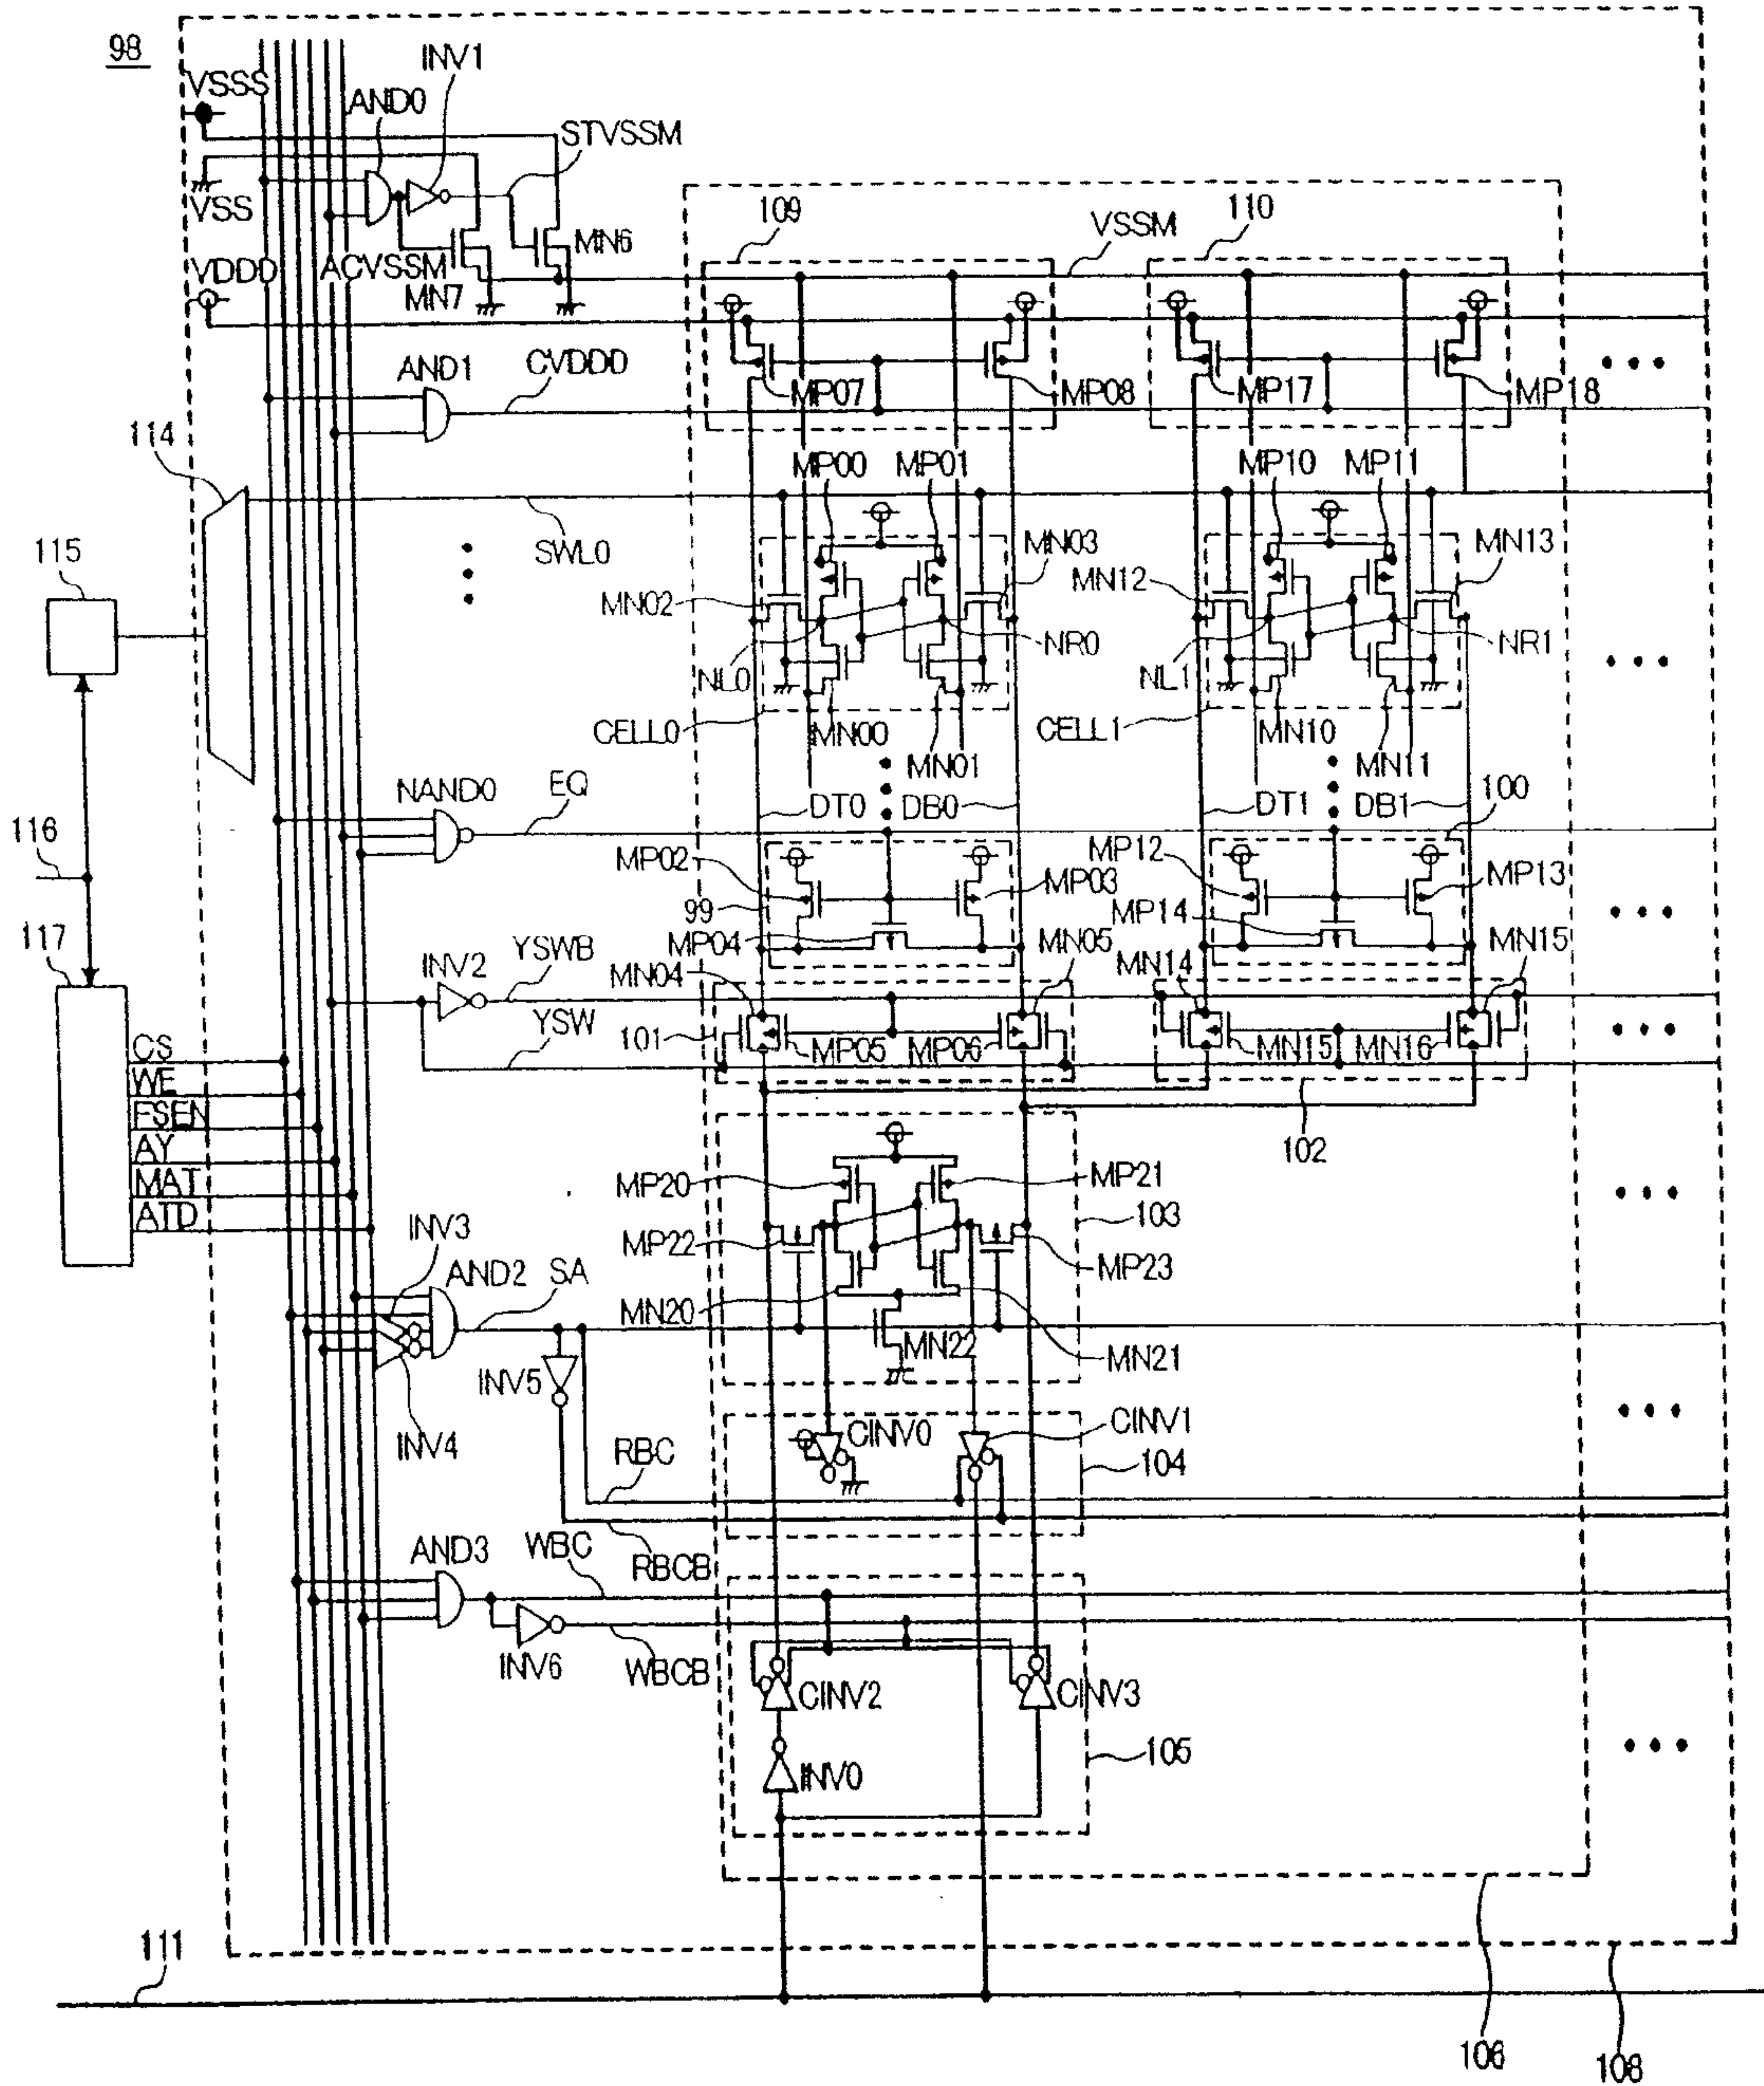 98
VSSS
INV1
AND0
STVSSM
VSS
MN6
109
VSSM
110
VDDD
ACVSSM
MN7
AND1
CVDDD
MP07
MP08
MP17
MP18
114
MP00
MP01
MP10
MP11
115
SWL0
MN03
MN13
MN02
MN12
NL0
NR0
NL1
NR1
CELL0
MN00
CELL1
MN10
MN01
MN11
NAND0
EQ
DT0
DB0
DT1
DB1
100
116
MP02
MP03
MP12
MP13
99
MP04
MP14
117
INV2
YSWB
MN04
MN05
MN14
MN15
YSW
101
MP05
MP06
MN15
MN16
CS
WE
FSEN
AY
MAT
ATD
102
MP20
MP21
INV3
103
AND2
SA
MP22
MP23
MN20
MN22
MN21
INV5
INV4
CINV0
CINV1
RBC
104
AND3
WBC
RBCB
INV6
WBCB
CINV2
CINV3
INV0
105
111
106
108